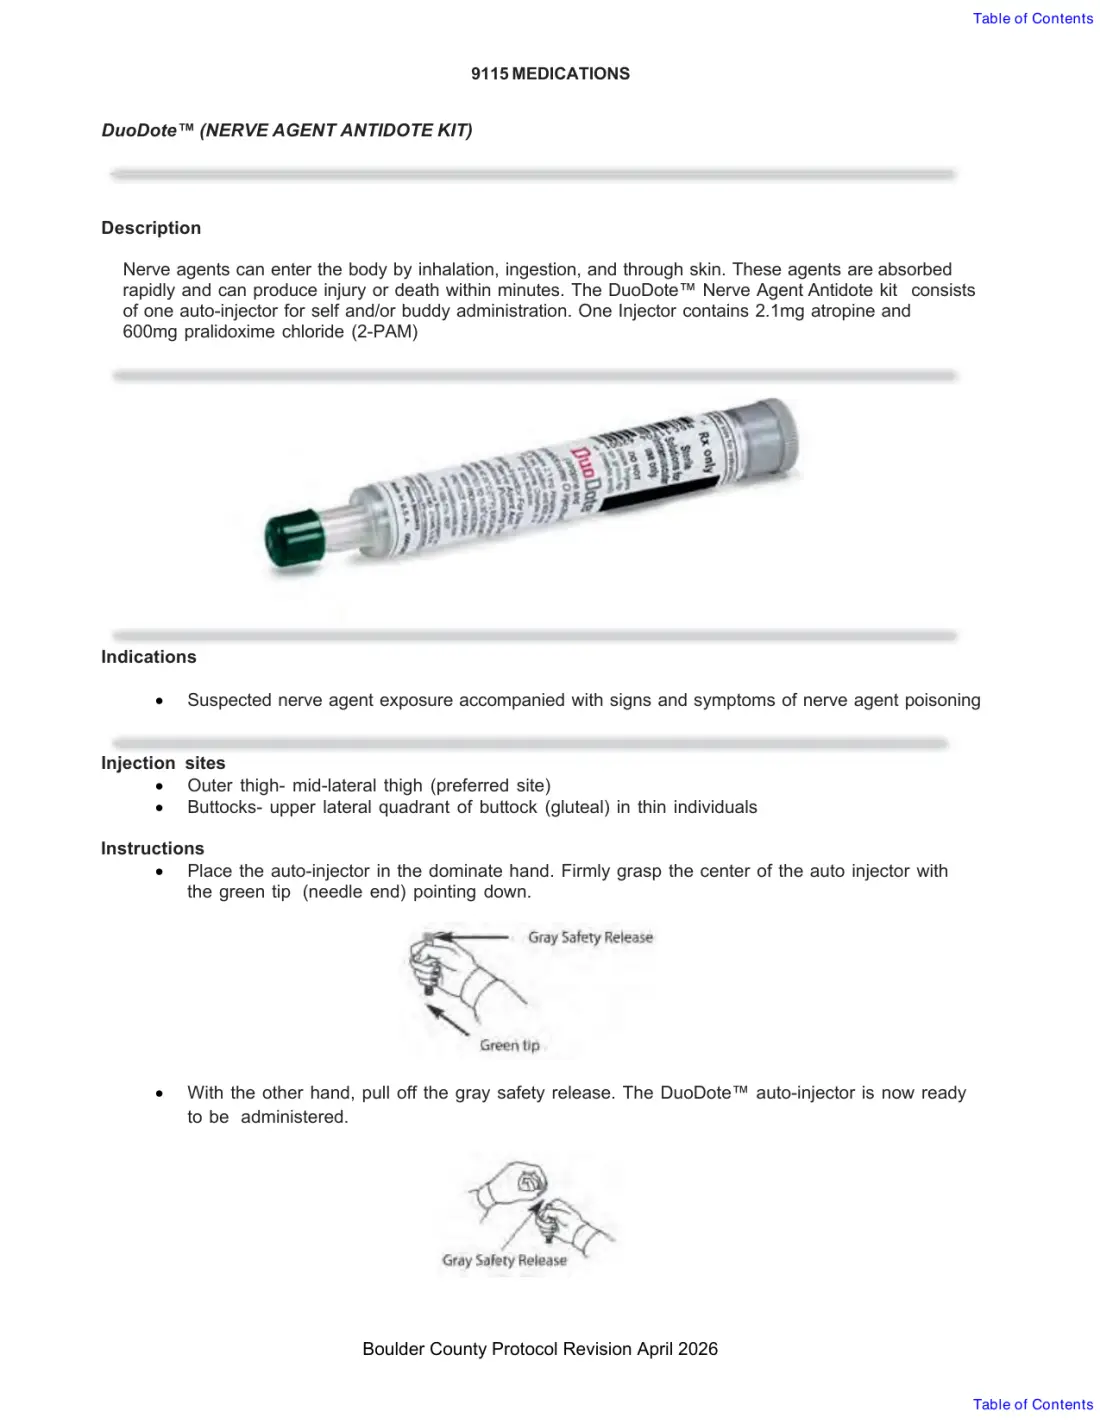 Table of Contents
9115 MEDICATIONS
DuoDote™ (NERVE AGENT ANTIDOTE KIT)
Description
Nerve agents can enter the body by inhalation, ingestion, and through skin. These agents are absorbed
rapidly and can produce injury or death within minutes. The DuoDote™ Nerve Agent Antidote kit consists
of one auto-injector for self and/or buddy administration. One Injector contains 2.1mg atropine and
600mg pralidoxime chloride (2-PAM)
Rx only
Sterile
Solutions for
use only
DuoDote
Indications
• Suspected nerve agent exposure accompanied with signs and symptoms of nerve agent poisoning
Injection sites
• Outer thigh- mid-lateral thigh (preferred site)
• Buttocks- upper lateral quadrant of buttock (gluteal) in thin individuals
Instructions
• Place the auto-injector in the dominate hand. Firmly grasp the center of the auto injector with
the green tip (needle end) pointing down.
Gray Safety Release
Green tip
• With the other hand, pull off the gray safety release. The DuoDote™ auto-injector is now ready
to be administered.
Gray Safety Release
Boulder County Protocol Revision April 2026
Table of Contents